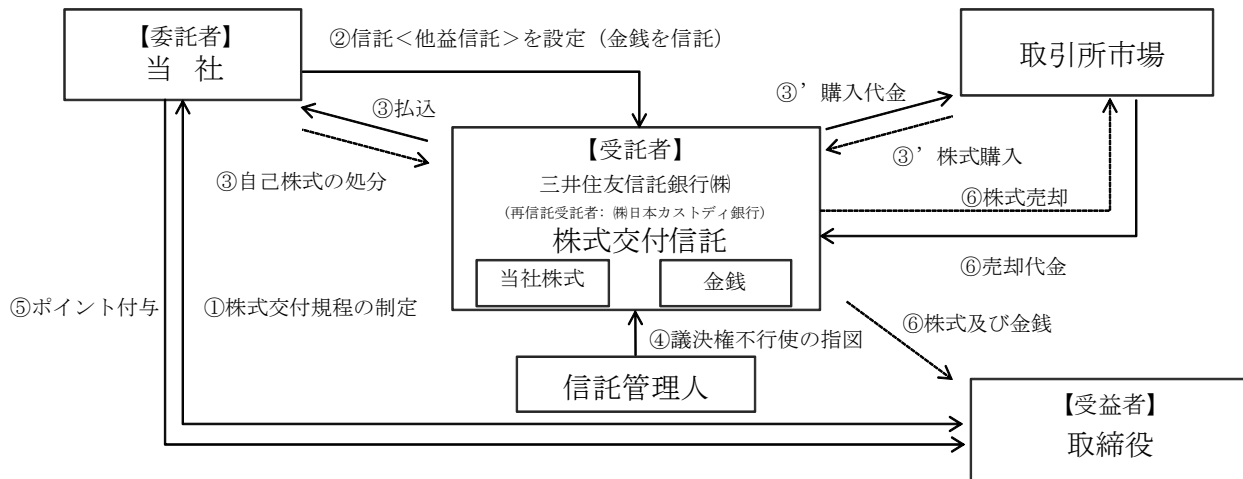 【委託者】
当 社
②信託＜他益信託＞を設定（金銭を信託）
取引所市場
③払込
③’購入代金
【受託者】
三井住友信託銀行㈱
(再信託受託者：㈱日本カストディ銀行)
株式交付信託
当社株式
金銭
③自己株式の処分
③’株式購入
⑥株式売却
⑥売却代金
⑤ポイント付与
①株式交付規程の制定
⑥株式及び金銭
④議決権不行使の指図
信託管理人
【受益者】
取締役